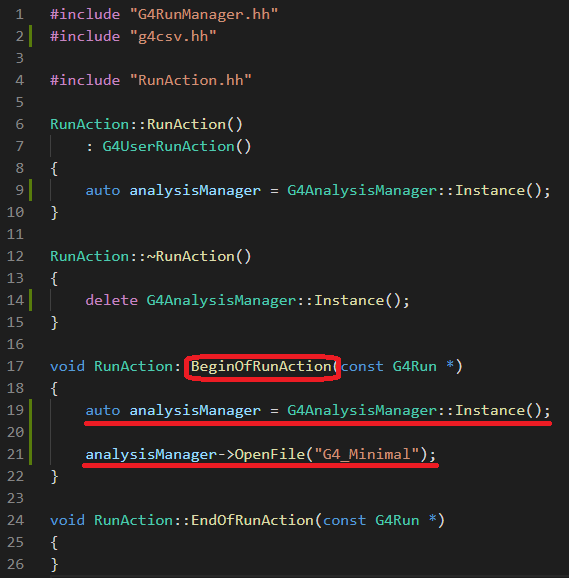 1 #include "G4RunManager.hh"
2 #include "g4csv.hh"
3
4 #include "RunAction.hh"
5
6 RunAction::RunAction()
7     : G4UserRunAction()
8 {
9     auto analysisManager = G4AnalysisManager::Instance();
10 }
11
12 RunAction::~RunAction()
13 {
14     delete G4AnalysisManager::Instance();
15 }
16
17 void RunAction::BeginOfRunAction(const G4Run *)
18 {
19     auto analysisManager = G4AnalysisManager::Instance();
20
21     analysisManager->OpenFile("G4_Minimal");
22 }
23
24 void RunAction::EndOfRunAction(const G4Run *)
25 {
26 }